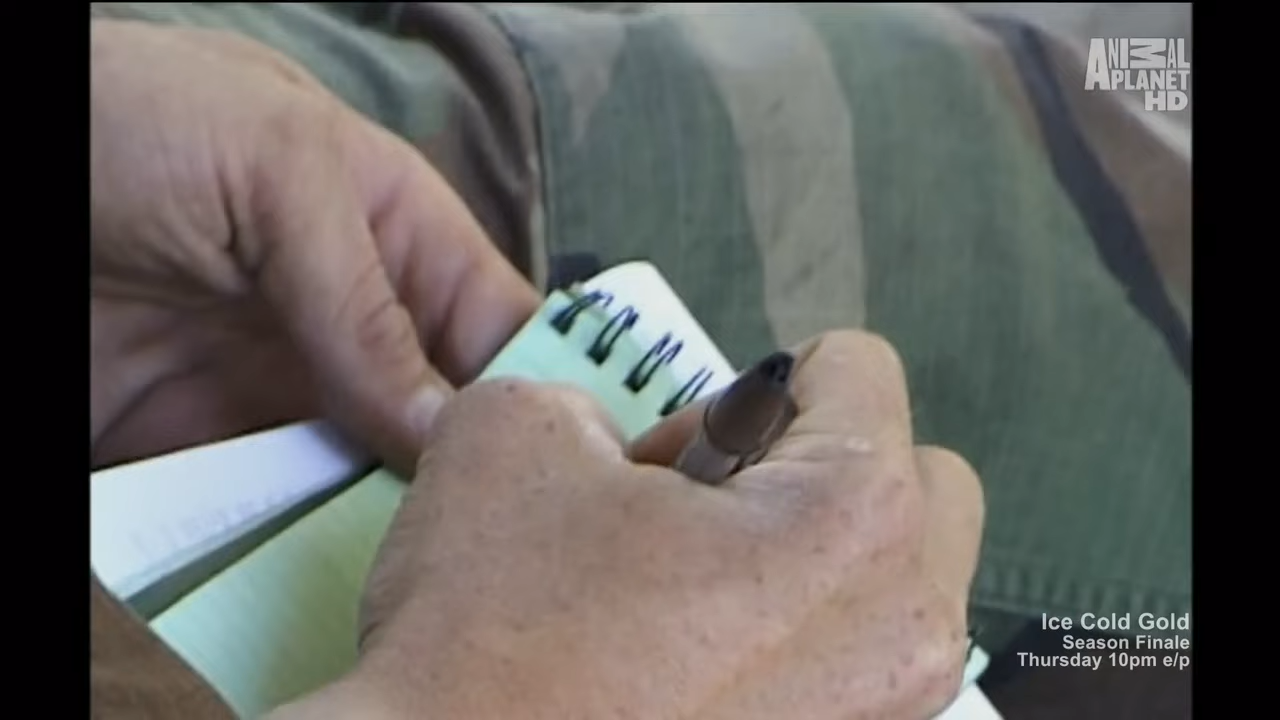 ANIMAL
PLANET
HD
Ice Cold Gold
Season Finale
Thursday 10pm e/p